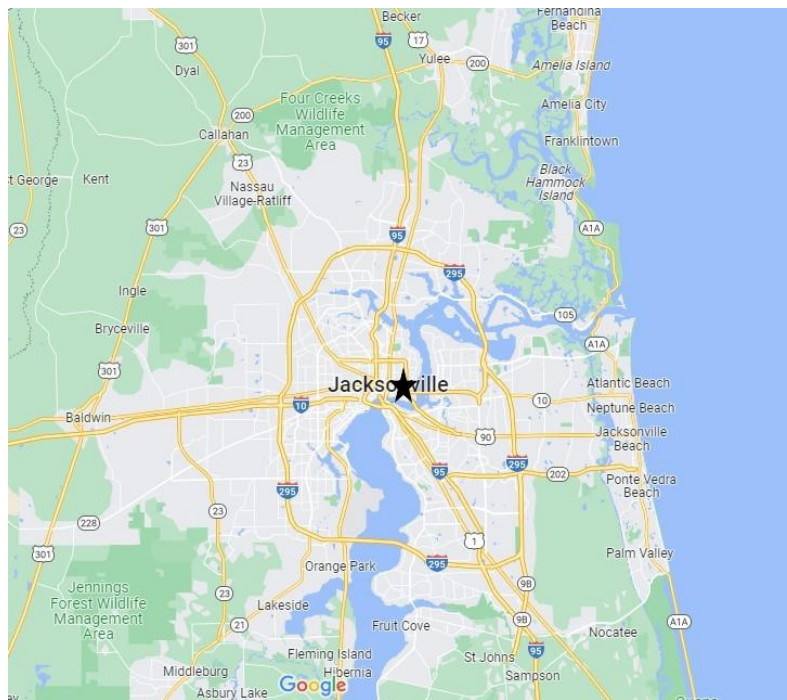 Becker
Fernandina
Beach
301
95
17
Yulee
200
Amelia Island
Dyal
Four Creeks
Wildlife
Management
Area
200
Amelia City
Callahan
Franklintown
23
St George
Kent
Nassau
Village-Ratliff
Black
Hammock
Island
23
301
95
A1A
295
Ingle
105
Bryceville
A1A
301
Jacksonville
Atlantic Beach
10
10
Neptune Beach
Baldwin
90
Jacksonville
Beach
95
295
202
Ponte Vedra
Beach
295
23
228
1
301
Palm Valley
Orange Park
295
9B
Jennings
Forest Wildlife
Management
Area
23
Lakeside
A1A
21
Fruit Cove
9B
Nocatee
95
Fleming Island
St Johns
Middleburg
Hibernia
Sampson
Google
Asbury Lake